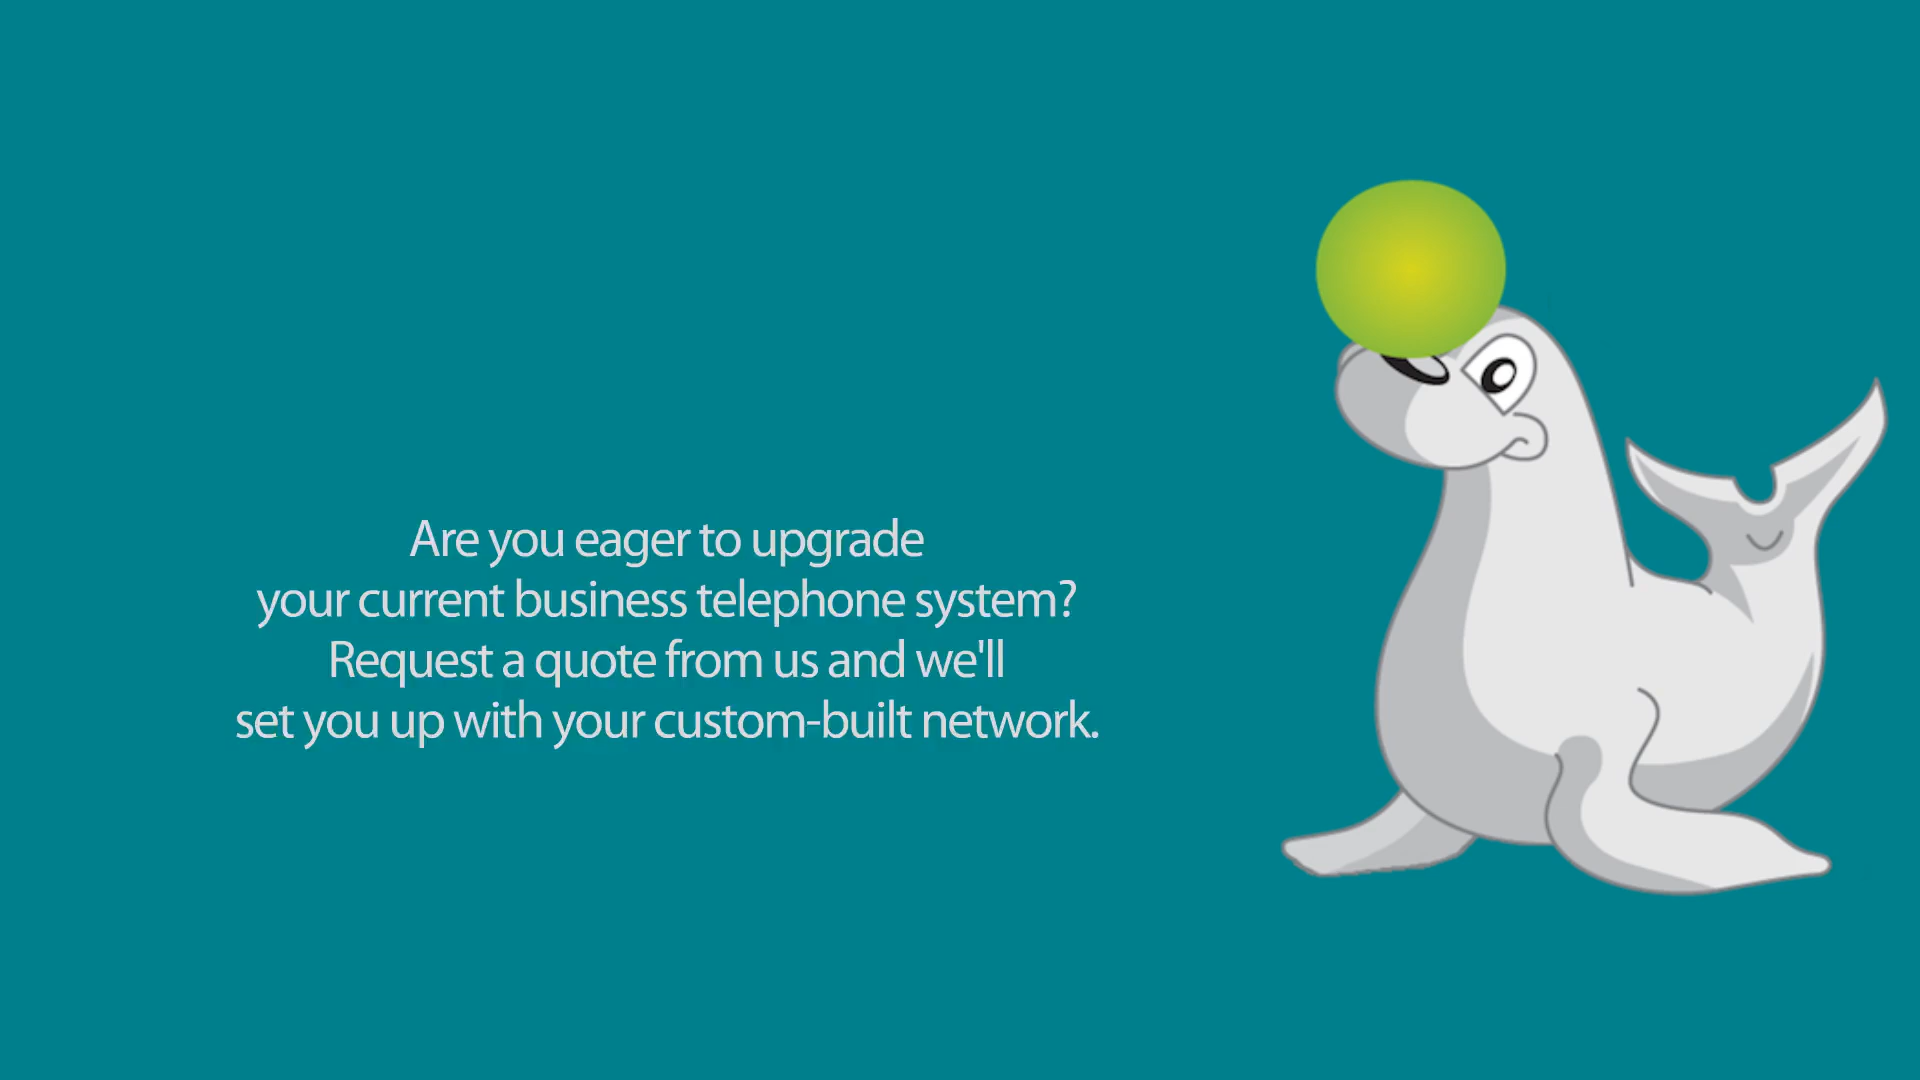 Are you eager to upgrade
your current business telephone system?
Request a quote from us and we'll
set you up with your custom-built network.